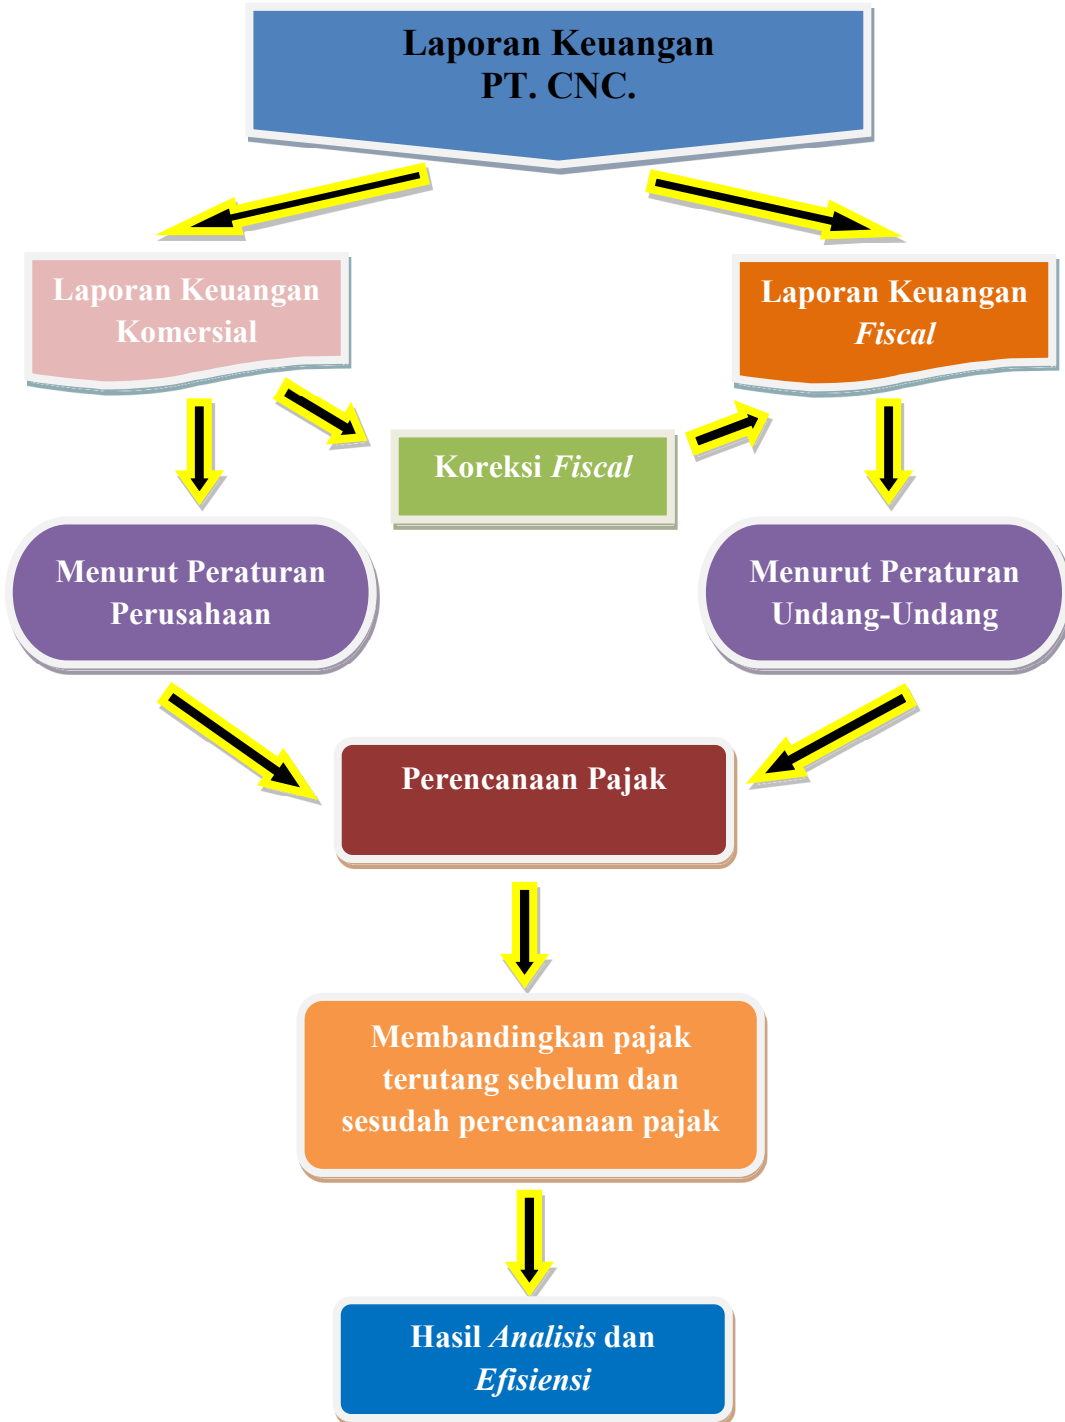 Laporan Keuangan
PT. CNC.
Laporan Keuangan
Komersial
Laporan Keuangan
Fiscal
Koreksi Fiscal
Menurut Peraturan
Perusahaan
Menurut Peraturan
Undang-Undang
Perencanaan Pajak
Membandingkan pajak
terutang sebelum dan
sesudah perencanaan pajak
Hasil Analisis dan
Efisiensi